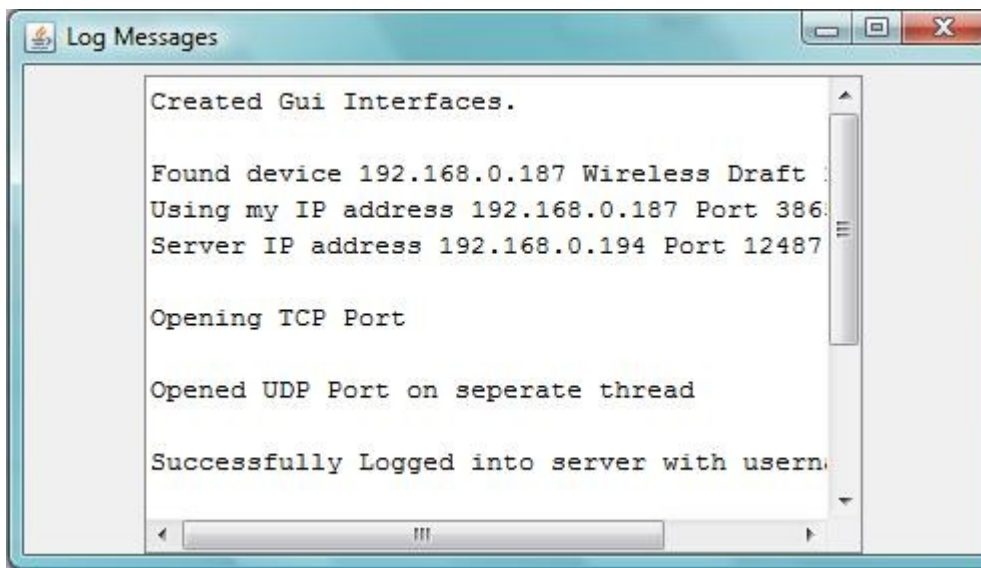 Log Messages
Created Gui Interfaces.
Found device 192.168.0.187 Wireless Draft
Using my IP address 192.168.0.187 Port 386
Server IP address 192.168.0.194 Port 12487
Opening TCP Port
Opened UDP Port on seperate thread
Successfully Logged into server with